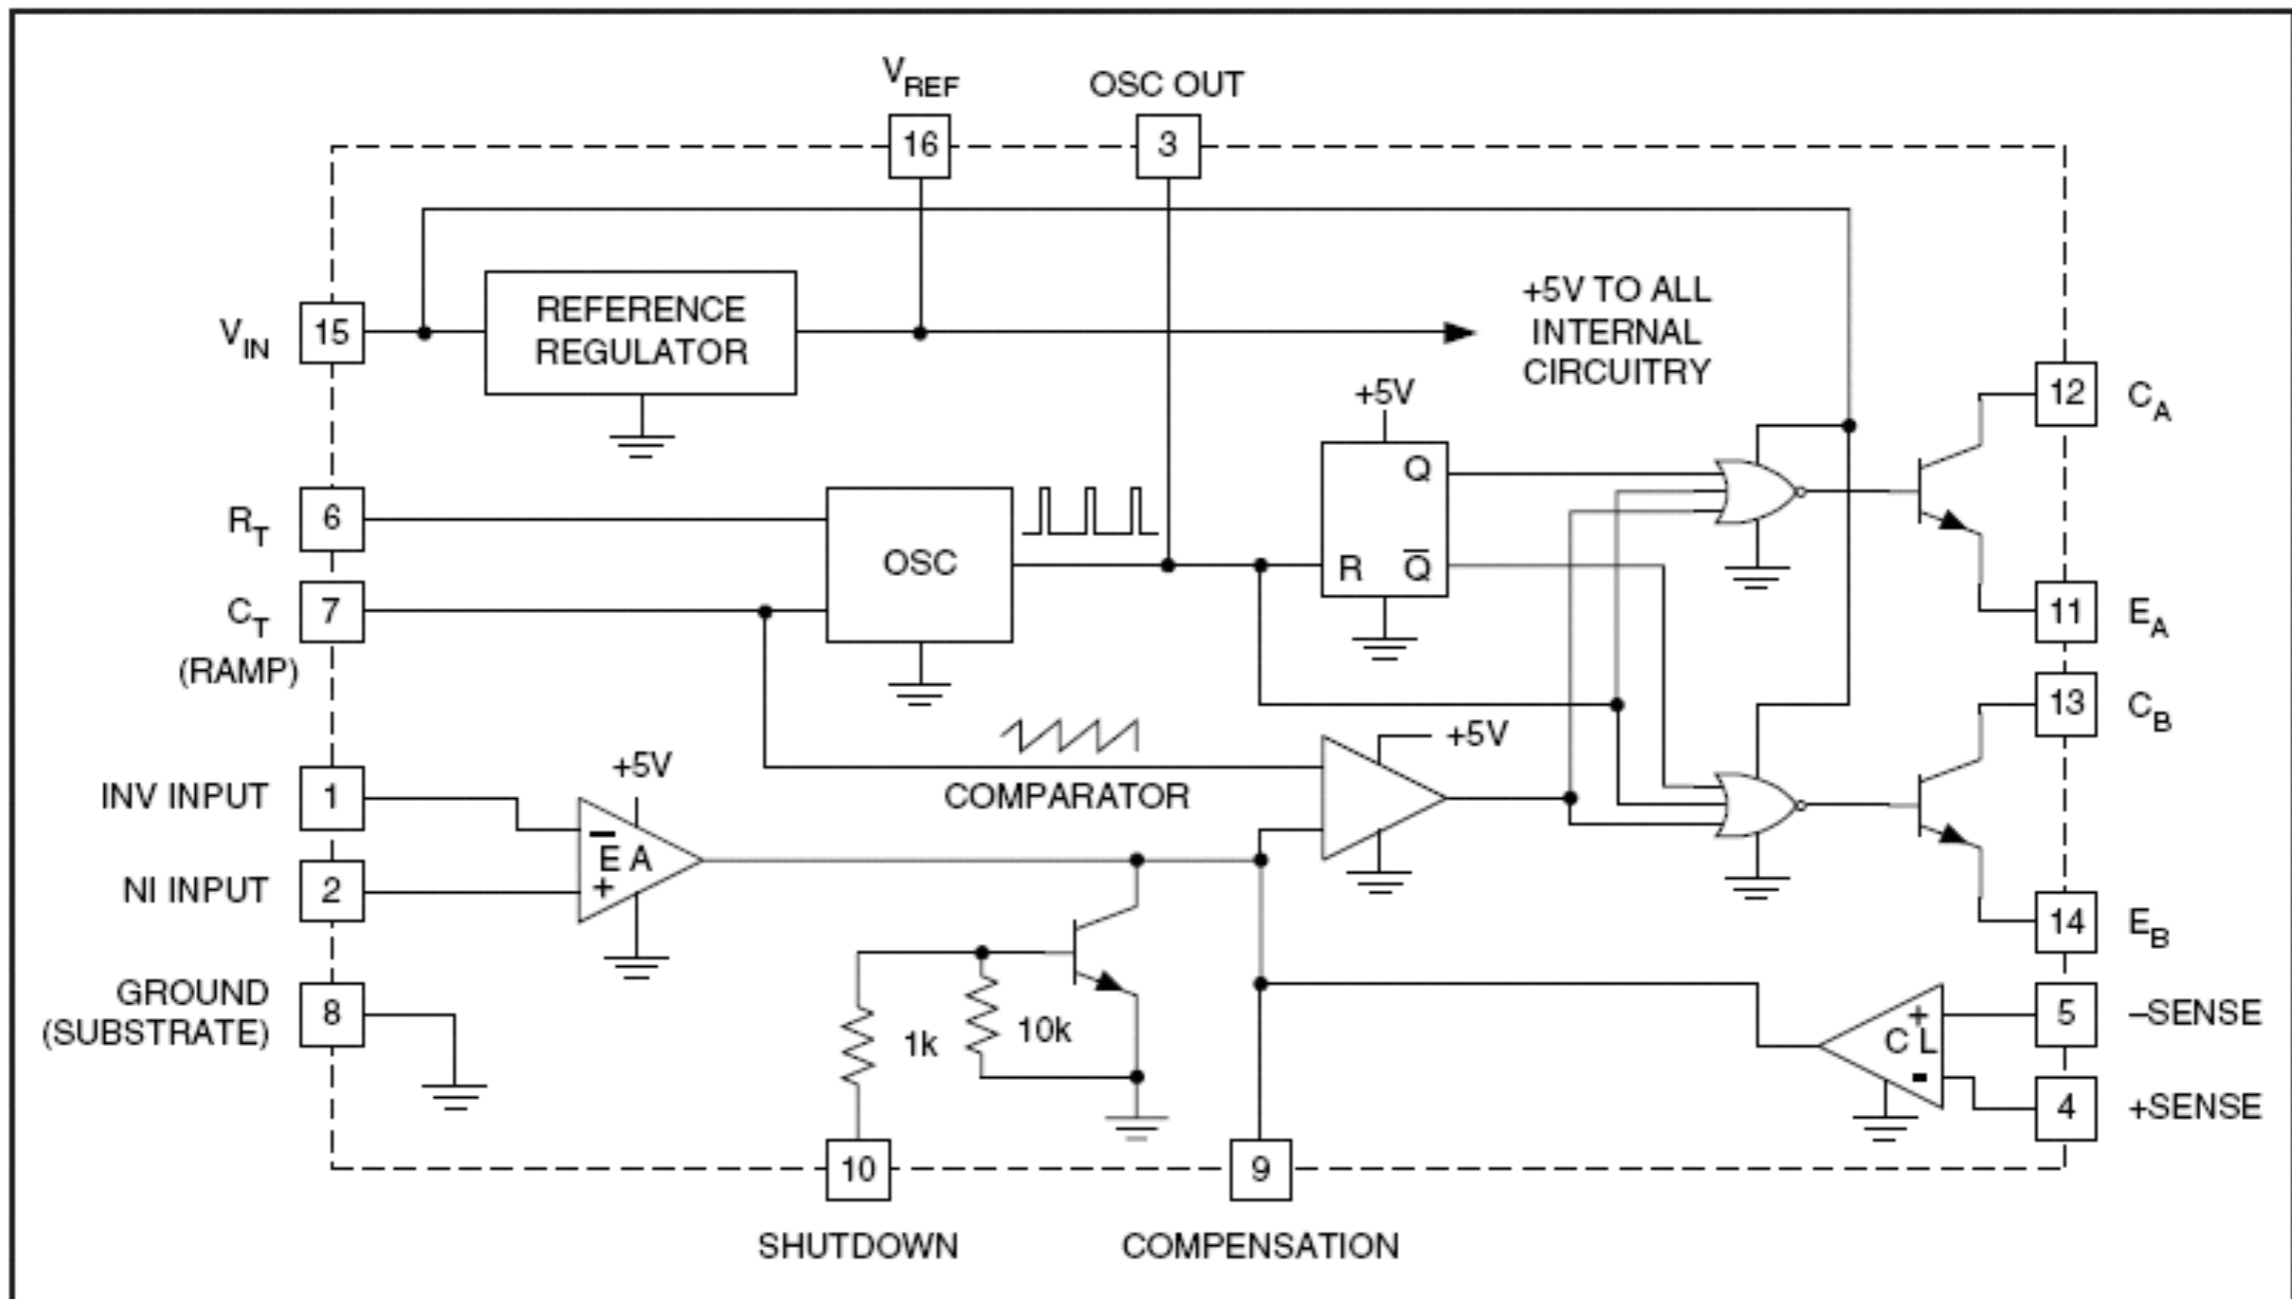 VREF
OSC OUT
16
3
VIN
15
REFERENCE
REGULATOR
+5V TO ALL
INTERNAL
CIRCUITRY
+5V
12
CA
RT
6
OSC
Q
R
Q̅
CT
7
(RAMP)
11
EA
13
CB
+5V
COMPARATOR
INV INPUT
1
+5V
−
E A
+
NI INPUT
2
14
EB
GROUND
(SUBSTRATE)
8
1k
10k
+
C L
-
5
–SENSE
4
+SENSE
10
9
SHUTDOWN
COMPENSATION